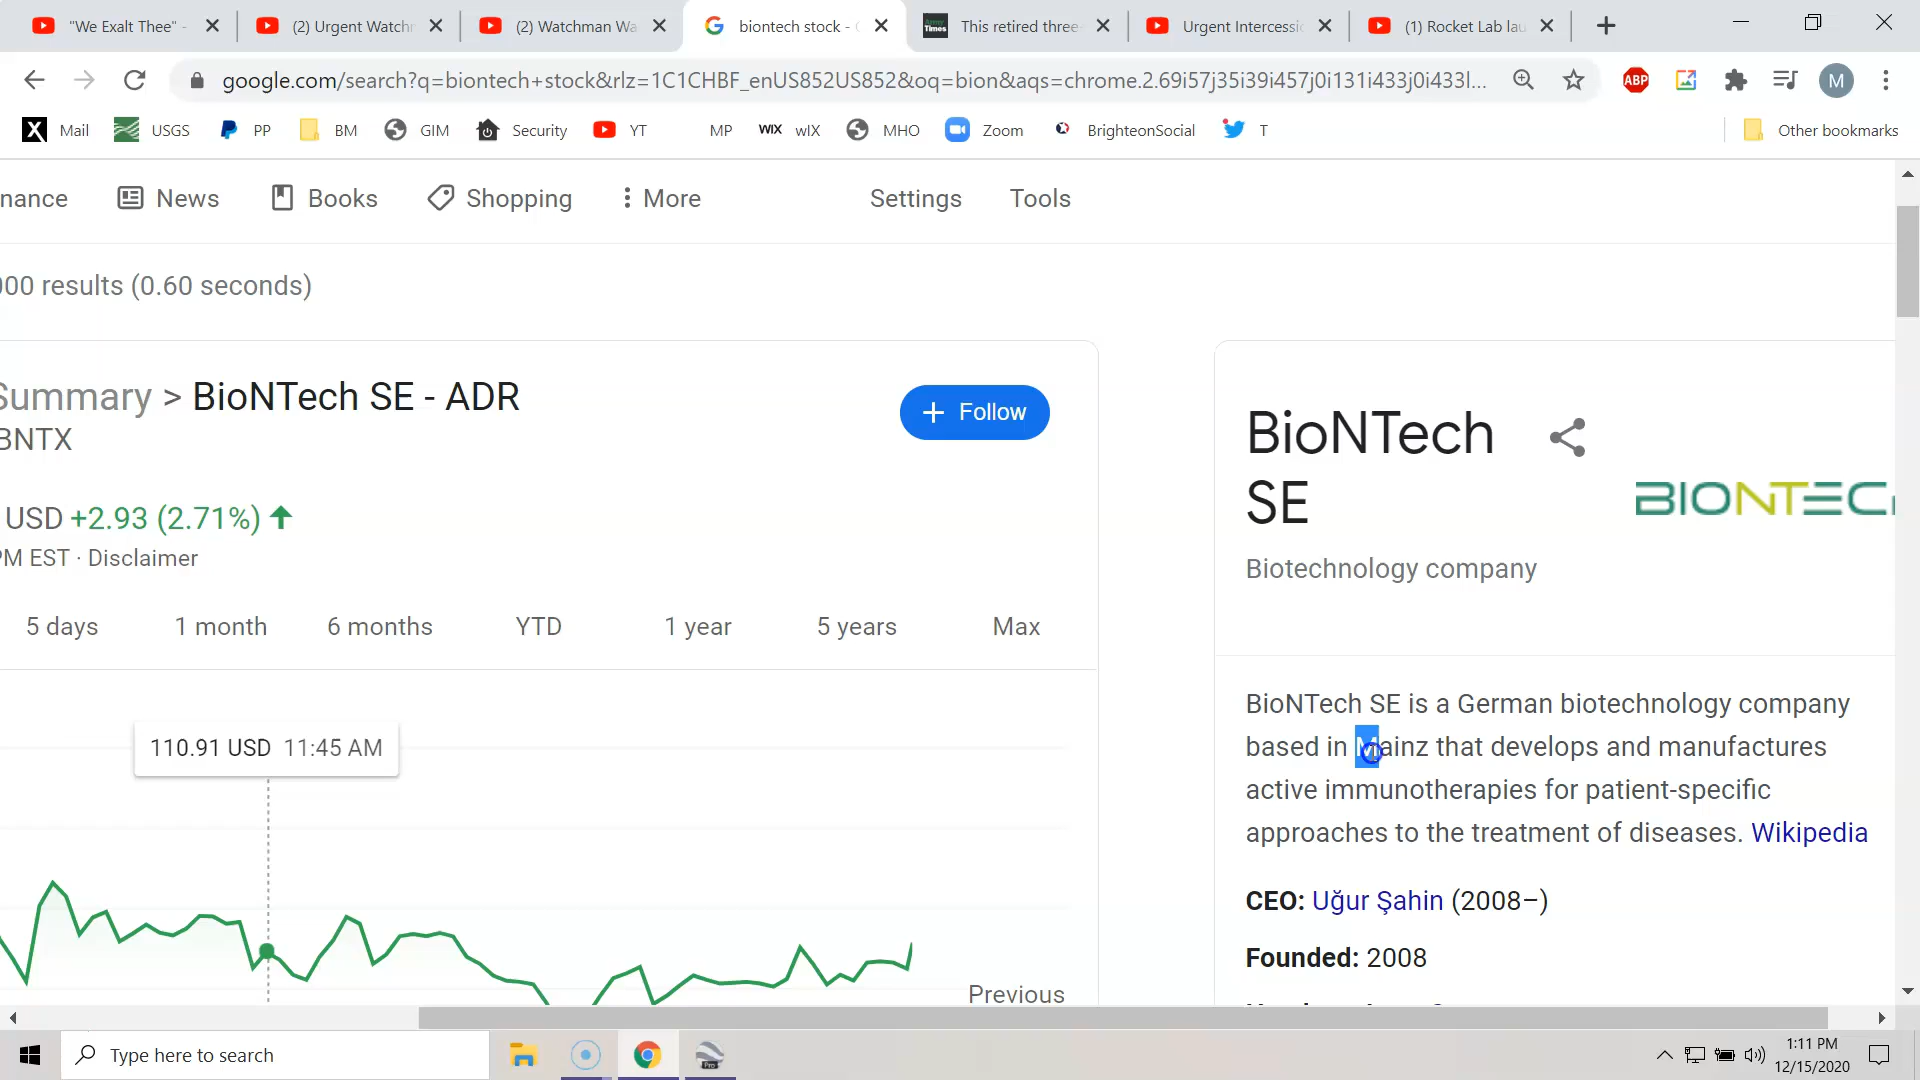 "We Exalt Thee" -
(2) Urgent Watchm
(2) Watchman Wa
biontech stock - G
This retired three-
Urgent Intercessio
(1) Rocket Lab lau
google.com/search?q=biontech+stock&rlz=1C1CHBF_enUS852US852&oq=bion&aqs=chrome.2.69i57j35i39i457j0i131i433j0i433l...
ABP
M
X Mail
USGS
PP
BM
GIM
Security
YT
MP
WIX wIX
MHO
Zoom
BrighteonSocial
T
Other bookmarks
nance
News
Books
Shopping
More
Settings
Tools
000 results (0.60 seconds)
Summary > BioNTech SE - ADR
BNTX
+ Follow
USD +2.93 (2.71%)
PM EST · Disclaimer
5 days
1 month
6 months
YTD
1 year
5 years
Max
110.91 USD 11:45 AM
Previous
BioNTech
SE
BIONTEC
Biotechnology company
BioNTech SE is a German biotechnology company
based in Mainz that develops and manufactures
active immunotherapies for patient-specific
approaches to the treatment of diseases. Wikipedia
CEO: Uğur Şahin (2008–)
Founded: 2008
Type here to search
1:11 PM
12/15/2020